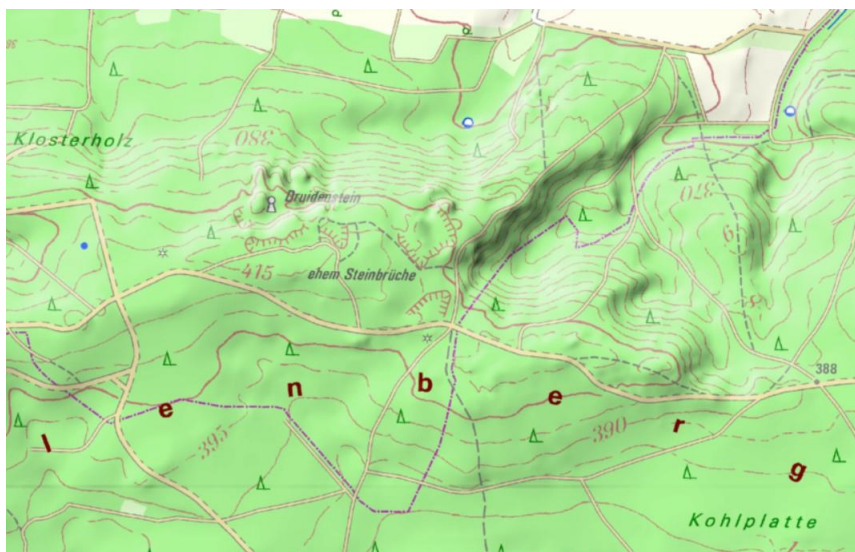 Klosterholz
380
Druidenstein
370
415
ehem Steinbrüche
388
l e n b e r g
395
390
Kohlplatte